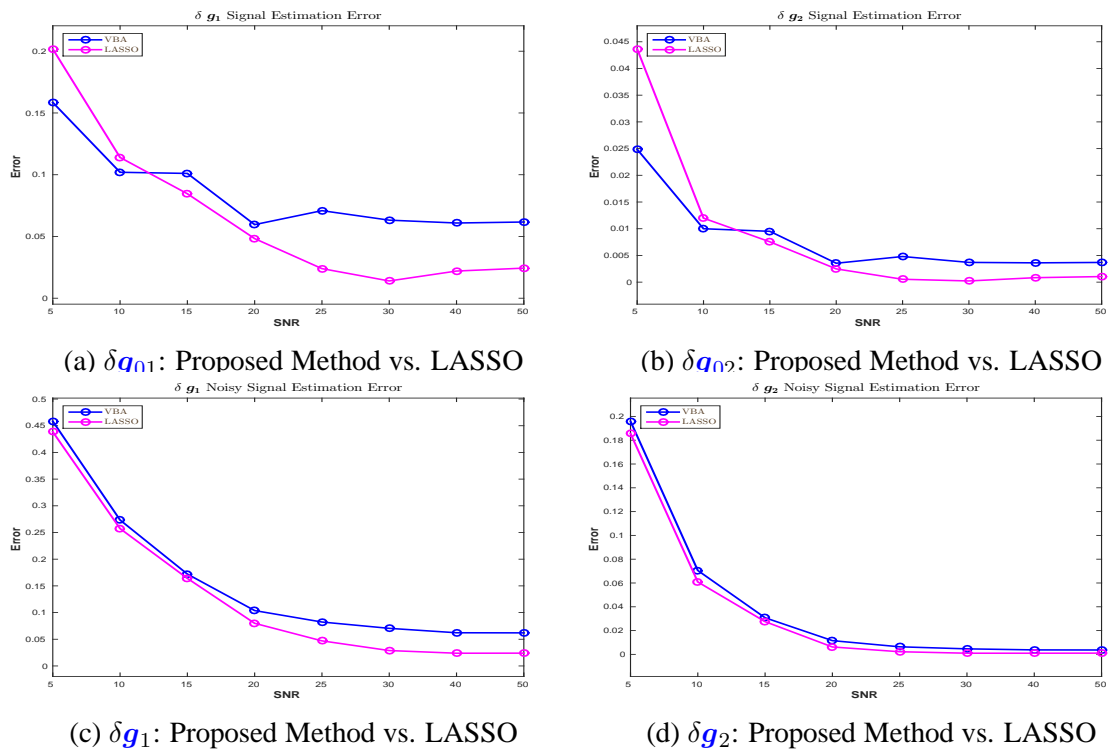 δ g₁ Signal Estimation Error
VBA
LASSO
0.2
0.15
0.1
0.05
0
Error
5 10 15 20 25 30 40 50
SNR
(a) δg₀₁: Proposed Method vs. LASSO
δ g₂ Signal Estimation Error
VBA
LASSO
0.045
0.04
0.035
0.03
0.025
0.02
0.015
0.01
0.005
0
Error
5 10 15 20 25 30 40 50
SNR
(b) δg₀₂: Proposed Method vs. LASSO
δ g₁ Noisy Signal Estimation Error
VBA
LASSO
0.5
0.45
0.4
0.35
0.3
0.25
0.2
0.15
0.1
0.05
0
Error
5 10 15 20 25 30 40 50
SNR
(c) δg₁: Proposed Method vs. LASSO
δ g₂ Noisy Signal Estimation Error
VBA
LASSO
0.2
0.18
0.16
0.14
0.12
0.1
0.08
0.06
0.04
0.02
0
Error
5 10 15 20 25 30 40 50
SNR
(d) δg₂: Proposed Method vs. LASSO